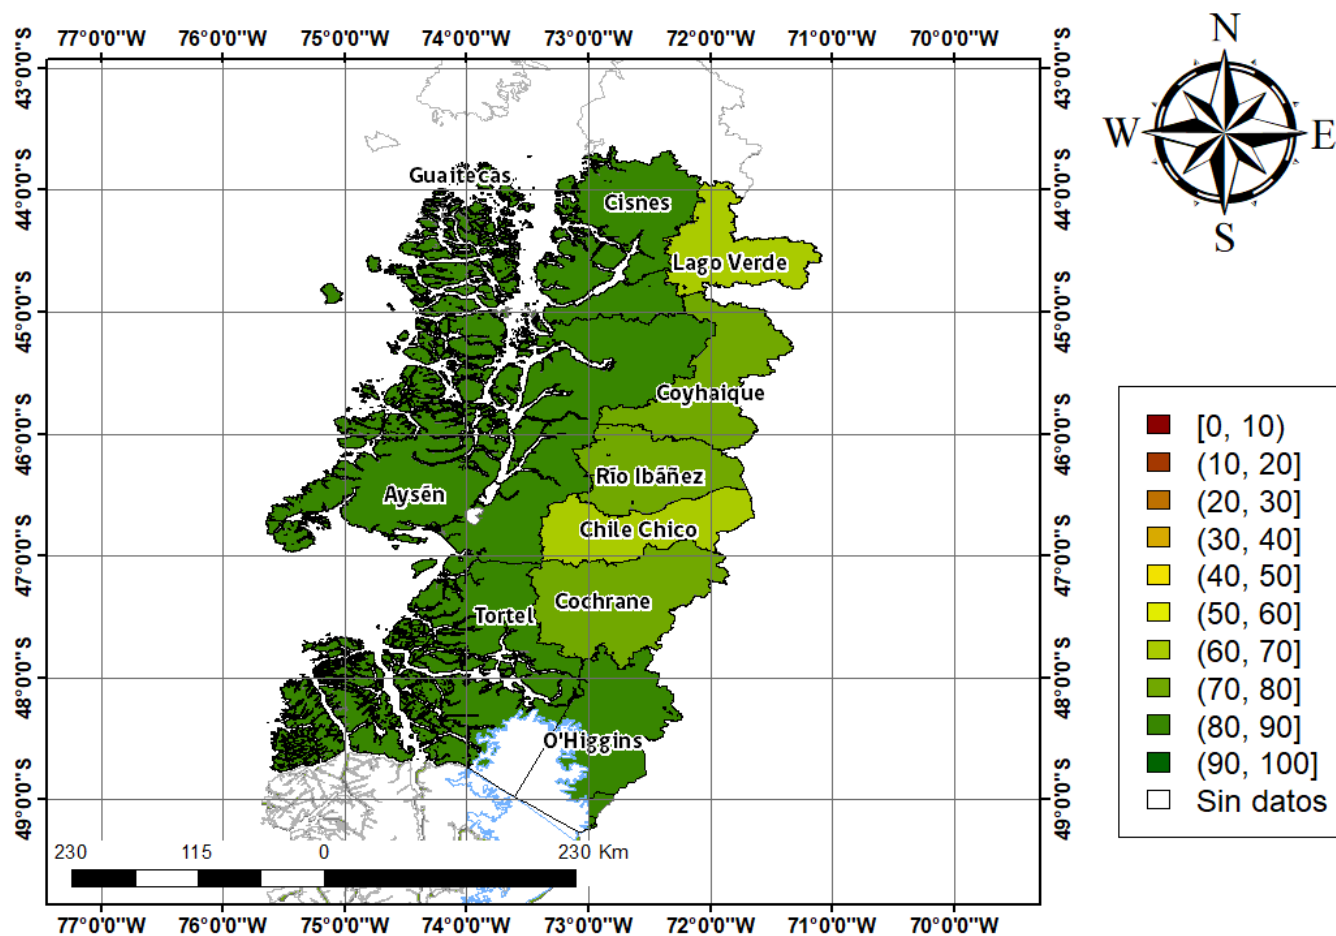 77°0'0"W 76°0'0"W 75°0'0"W 74°0'0"W 73°0'0"W 72°0'0"W 71°0'0"W 70°0'0"W
43°0'0"S 43°0'0"S
44°0'0"S 44°0'0"S
45°0'0"S 45°0'0"S
46°0'0"S 46°0'0"S
47°0'0"S 47°0'0"S
48°0'0"S 48°0'0"S
49°0'0"S 49°0'0"S
Guaitecas
Cisnes
Lago Verde
Coyhaique
Río Ibáñez
Aysén
Chile Chico
Cochrane
Tortel
O'Higgins
230 115 0 230 Km
77°0'0"W 76°0'0"W 75°0'0"W 74°0'0"W 73°0'0"W 72°0'0"W 71°0'0"W 70°0'0"W
N
W E
S
[0, 10)
(10, 20]
(20, 30]
(30, 40]
(40, 50]
(50, 60]
(60, 70]
(70, 80]
(80, 90]
(90, 100]
Sin datos